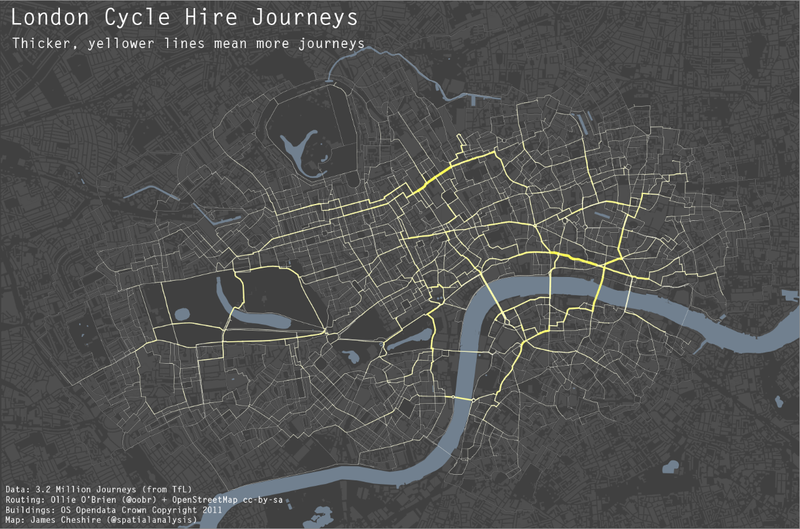 London Cycle Hire Journeys
Thicker, yellower lines mean more journeys
Data: 3.2 Million Journeys (from TfL)
Routing: Ollie O'Brien (@oobr) + OpenStreetMap cc-by-sa
Buildings: OS Opendata Crown Copyright 2011
Map: James Cheshire (@spatialanalysis)